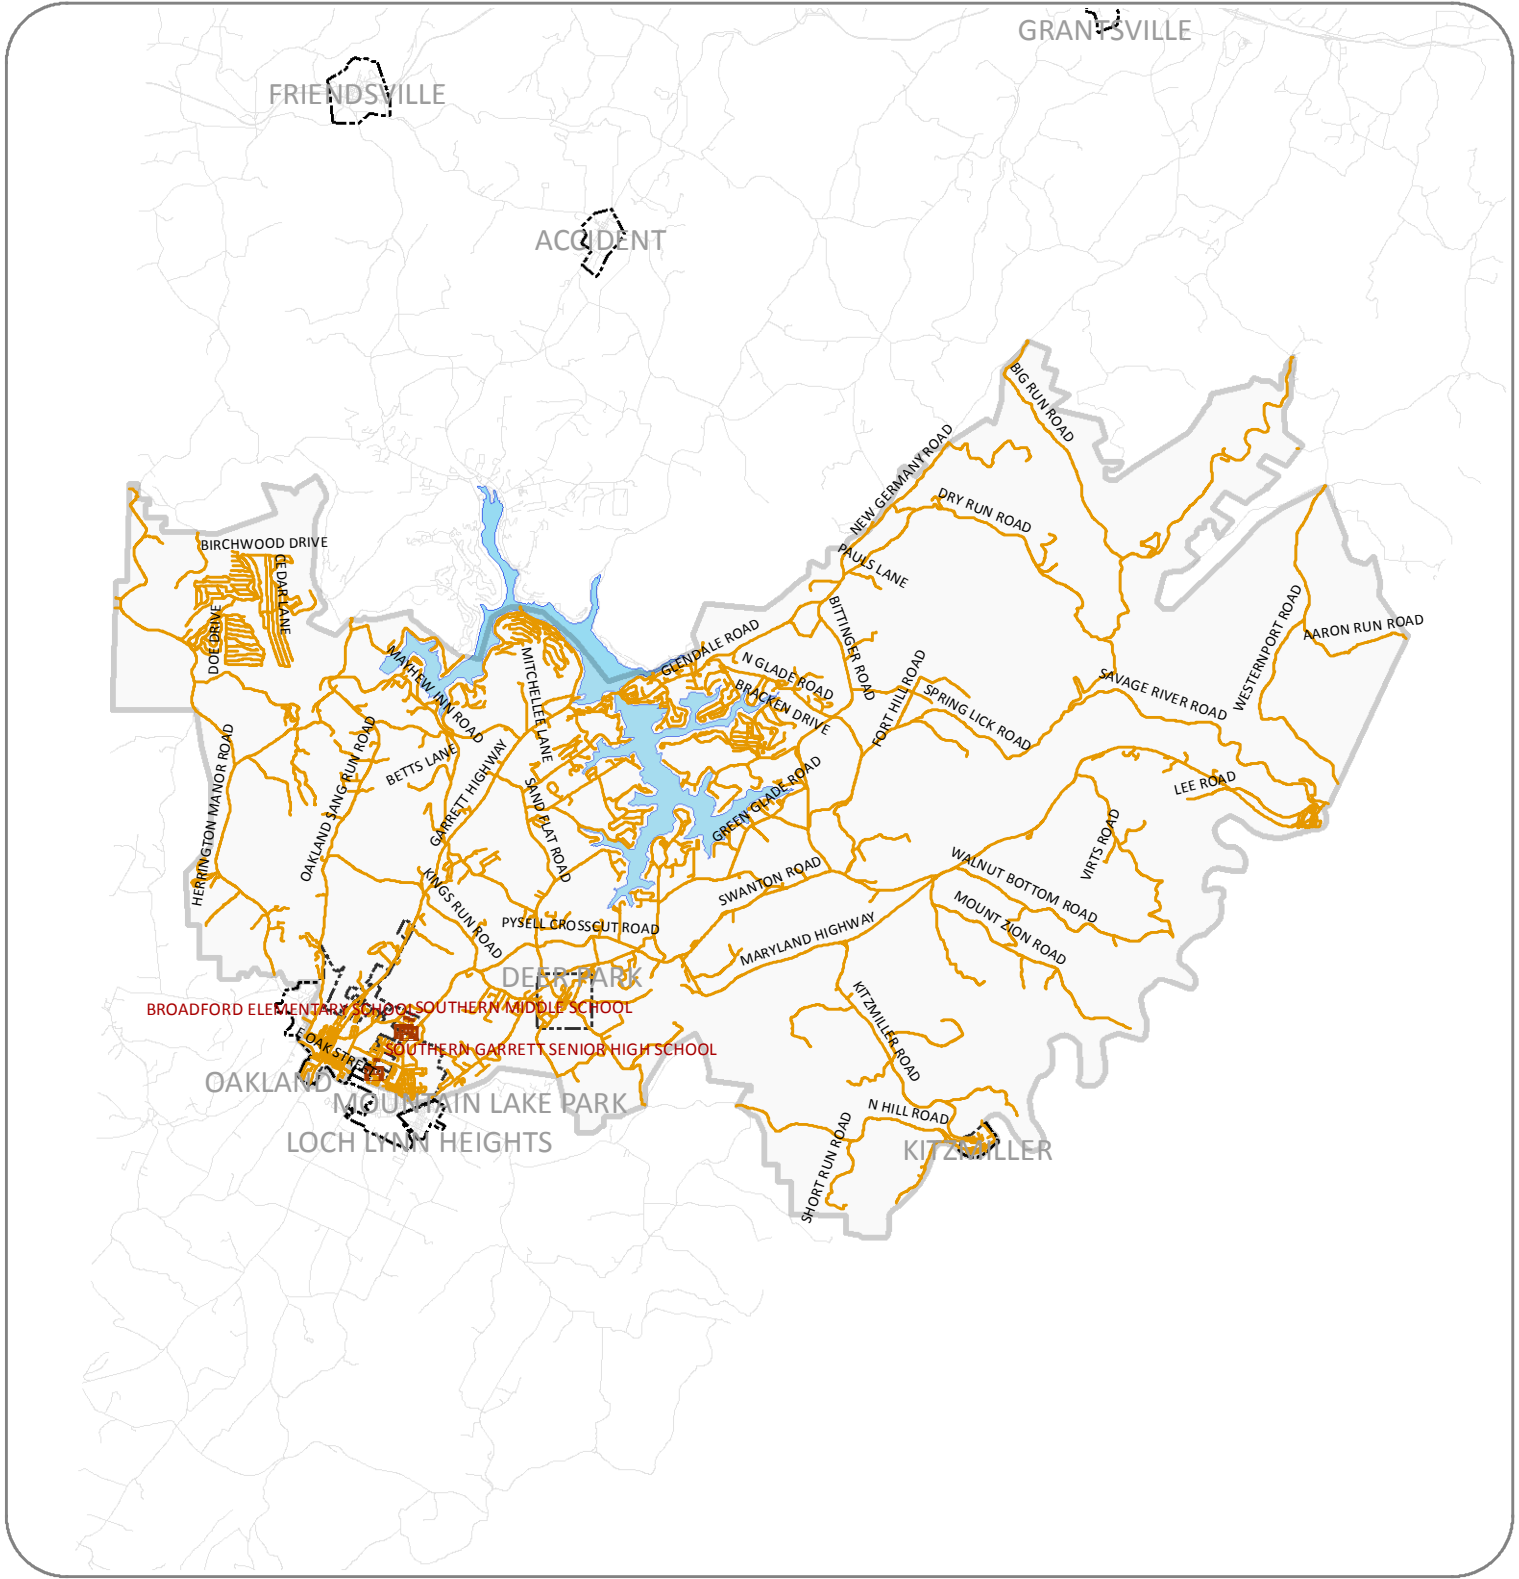 GRANTSVILLE
FRIENDSVILLE
ACCIDENT
BIG RUN ROAD
NEW GERMANY ROAD
DRY RUN ROAD
BIRCHWOOD DRIVE
CEDAR LANE
PAULS LANE
DOE DRIVE
BITTINGER ROAD
WESTERNPORT ROAD
AARON RUN ROAD
GLENDALE ROAD
MAYHEW INN ROAD
MITCHELLEE LANE
N GLADE ROAD
BRACKEN DRIVE
FORT HILL ROAD
SPRING LICK ROAD
SAVAGE RIVER ROAD
HERRINGTON MANOR ROAD
OAKLAND SANG RUN ROAD
BETTS LANE
GARRETT HIGHWAY
SAND FLAT ROAD
GREEN GLADE ROAD
LEE ROAD
VIRTS ROAD
KINGS RUN ROAD
SWANTON ROAD
WALNUT BOTTOM ROAD
PYSELL CROSSCUT ROAD
MARYLAND HIGHWAY
MOUNT ZION ROAD
DEER PARK
BROADFORD ELEMENTARY SCHOOL
SOUTHERN MIDDLE SCHOOL
KITZMILLER ROAD
E OAK STREET
SOUTHERN GARRETT SENIOR HIGH SCHOOL
OAKLAND
MOUNTAIN LAKE PARK
N HILL ROAD
LOCH LYNN HEIGHTS
SHORT RUN ROAD
KITZMILLER